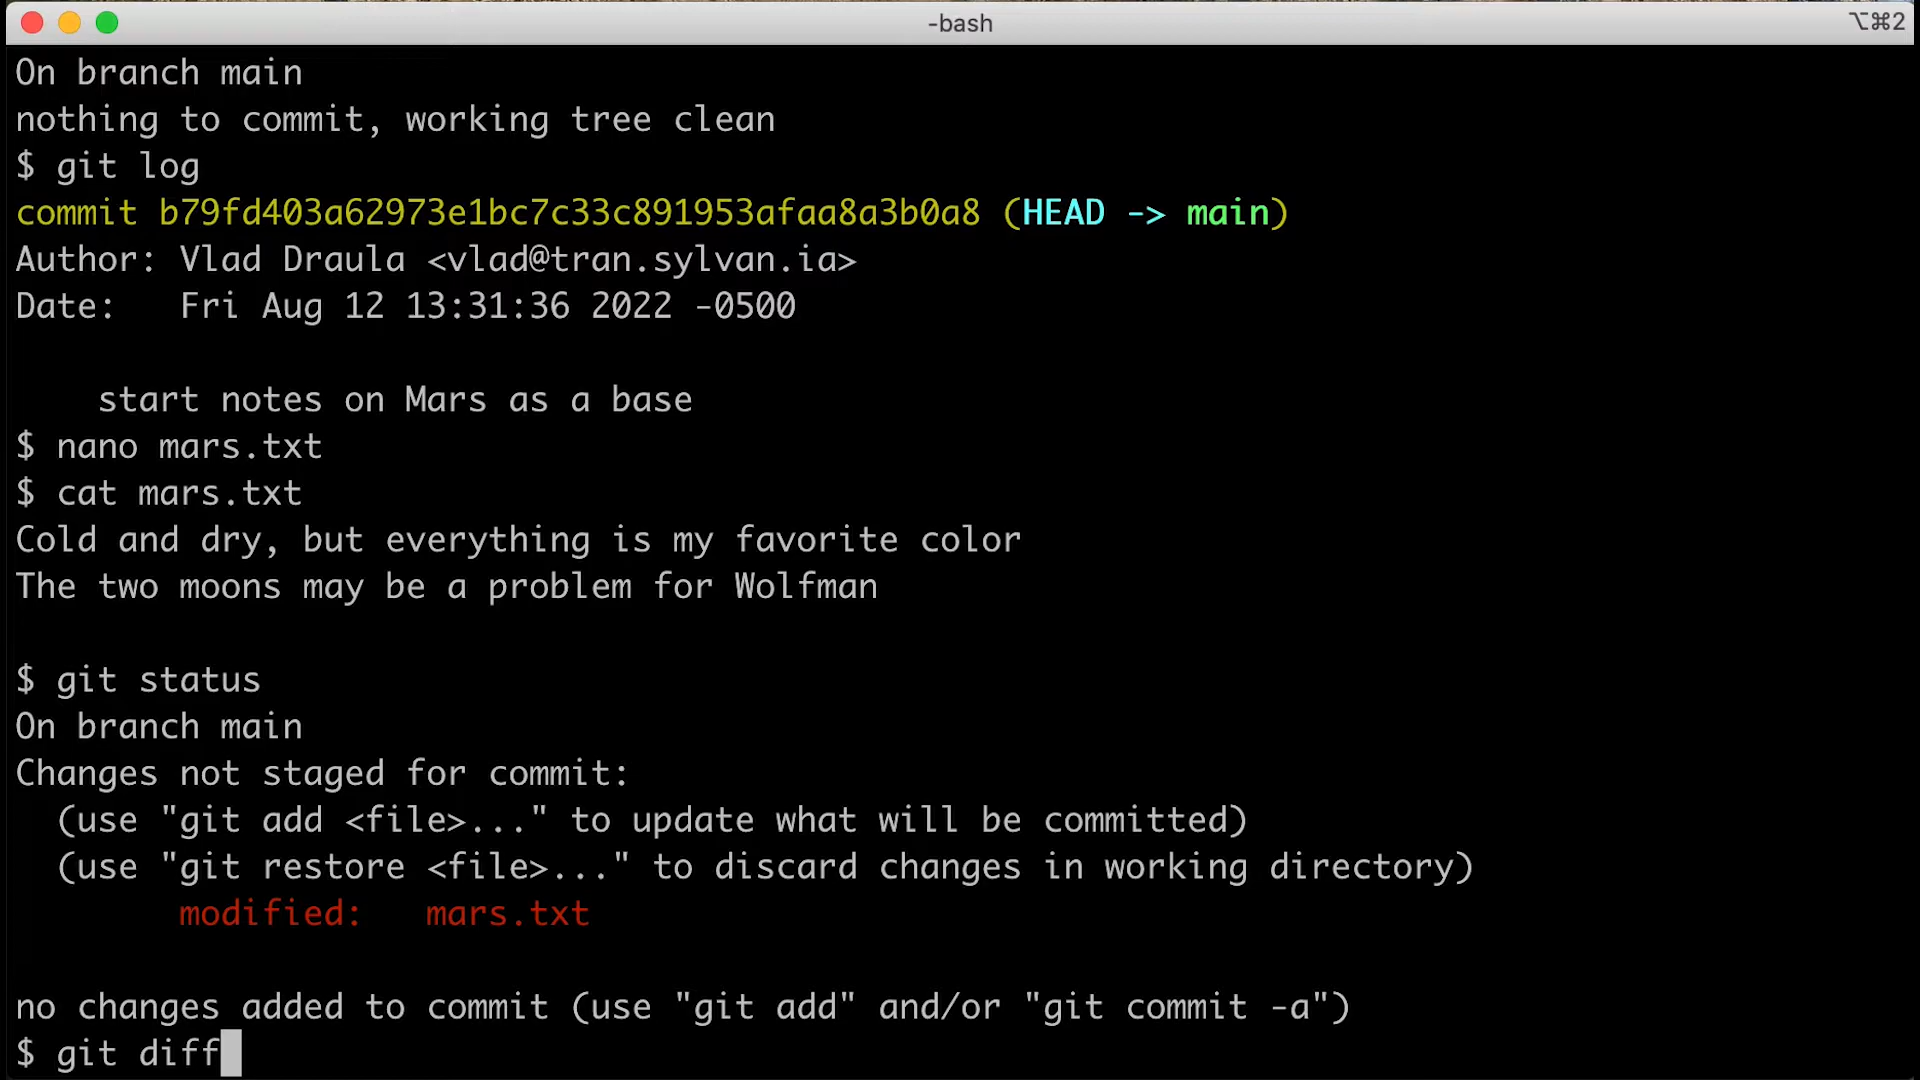 -bash
⌥⌘2
On branch main
nothing to commit, working tree clean
$ git log
commit b79fd403a62973e1bc7c33c891953afaa8a3b0a8 (HEAD -> main)
Author: Vlad Draula <vlad@tran.sylvan.ia>
Date:   Fri Aug 12 13:31:36 2022 -0500
    start notes on Mars as a base
$ nano mars.txt
$ cat mars.txt
Cold and dry, but everything is my favorite color
The two moons may be a problem for Wolfman
$ git status
On branch main
Changes not staged for commit:
  (use "git add <file>..." to update what will be committed)
  (use "git restore <file>..." to discard changes in working directory)
        modified:   mars.txt
no changes added to commit (use "git add" and/or "git commit -a")
$ git diff